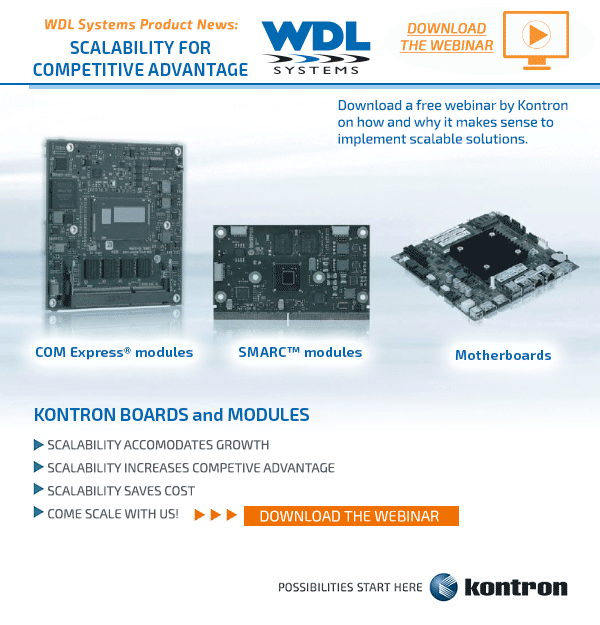 WDL Systems Product News:
SCALABILITY FOR
COMPETITIVE ADVANTAGE
WDL
SYSTEMS
DOWNLOAD
THE WEBINAR
Download a free webinar by Kontron
on how and why it makes sense to
implement scalable solutions.
COM Express® modules
SMARC™ modules
Motherboards
KONTRON BOARDS and MODULES
SCALABILITY ACCOMODATES GROWTH
SCALABILITY INCREASES COMPETIVE ADVANTAGE
SCALABILITY SAVES COST
COME SCALE WITH US!
DOWNLOAD THE WEBINAR
POSSIBILITIES START HERE
kontron